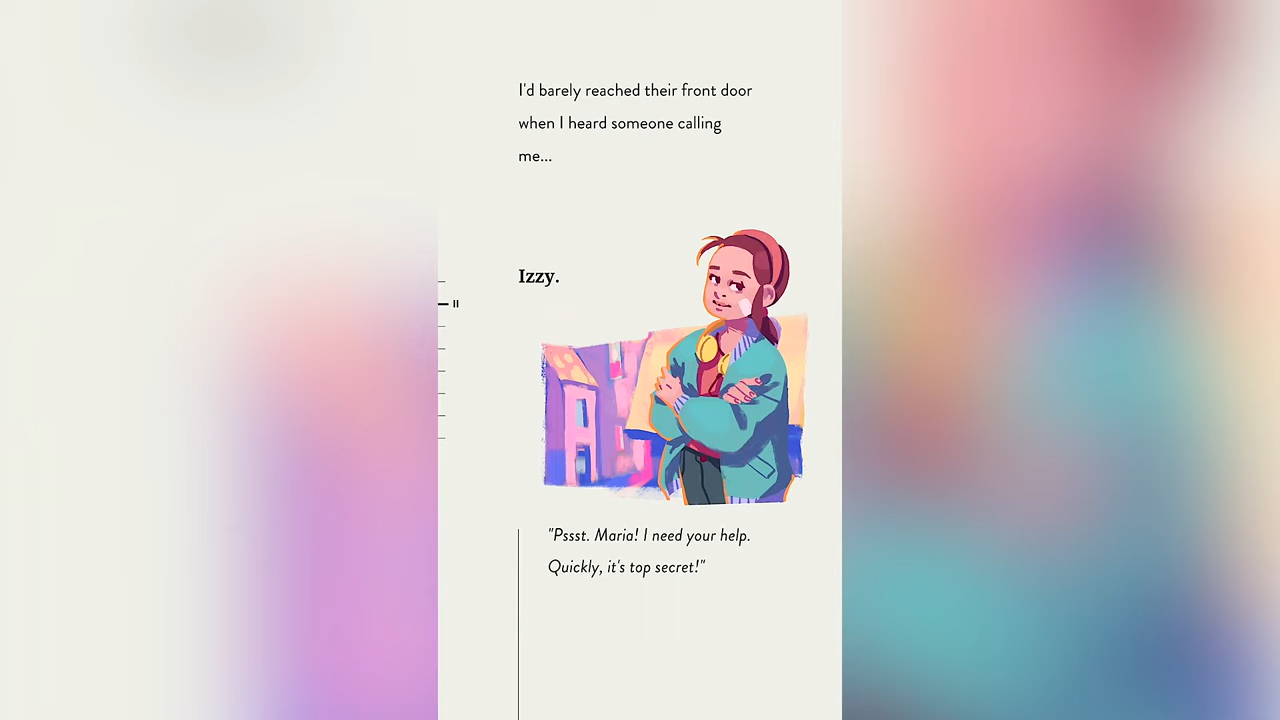 I'd barely reached their front door
when I heard someone calling
me...
Izzy.
II
"Pssst. Maria! I need your help.
Quickly, it's top secret!"